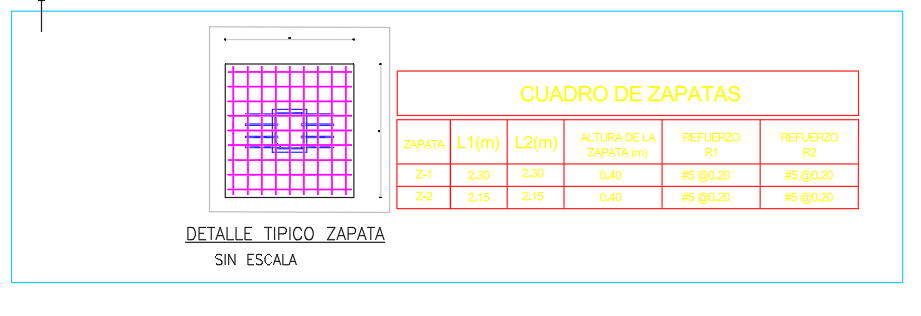 CUADRO DE ZAPATAS
ZAPATA L1(m) L2(m) ALTURA DE LA ZAPATA (m) REFUERZO R1 REFUERZO R2
Z-1 2.30 2.30 0.40 #5 @0.20 #5 @0.20
Z-2 2.15 2.15 0.40 #5 @0.20 #5 @0.20
DETALLE TIPICO ZAPATA
SIN ESCALA